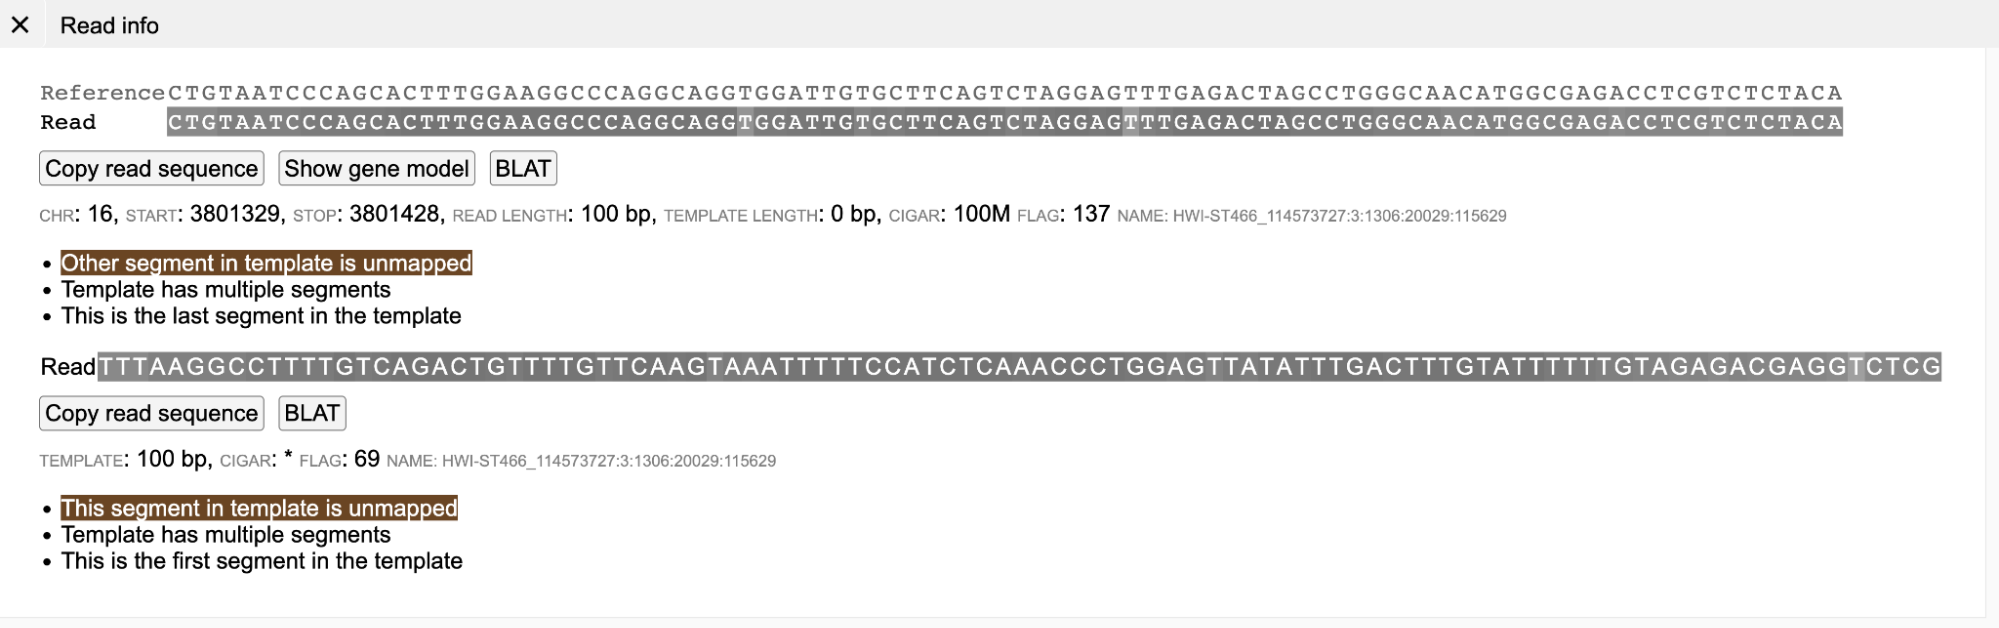 ✕ Read info
Reference CTGTAATCCCAGCACTTTGGAAGGCCCAGGCAGGTGGATTGTGCTTCAGTCTAGGAGTTTGAGACTAGCCTGGGCAACATGGCGAGACCTCGTCTCTACA
Read CTGTAATCCCAGCACTTTGGAAGGCCCAGGCAGGTGGATTGTGCTTCAGTCTAGGAGTTTGAGACTAGCCTGGGCAACATGGCGAGACCTCGTCTCTACA
Copy read sequence Show gene model BLAT
CHR: 16, START: 3801329, STOP: 3801428, READ LENGTH: 100 bp, TEMPLATE LENGTH: 0 bp, CIGAR: 100M FLAG: 137 NAME: HWI-ST466_114573727:3:1306:20029:115629
• Other segment in template is unmapped
• Template has multiple segments
• This is the last segment in the template
Read TTTAAGGCCTTTTGTCAGACTGTTTTGTTCAAGTAAATTTTTCCATCTCAAACCCTGGAGTTATATTTGACTTTGTATTTTTTGTAGAGACGAGGTCTCG
Copy read sequence BLAT
TEMPLATE: 100 bp, CIGAR: * FLAG: 69 NAME: HWI-ST466_114573727:3:1306:20029:115629
• This segment in template is unmapped
• Template has multiple segments
• This is the first segment in the template